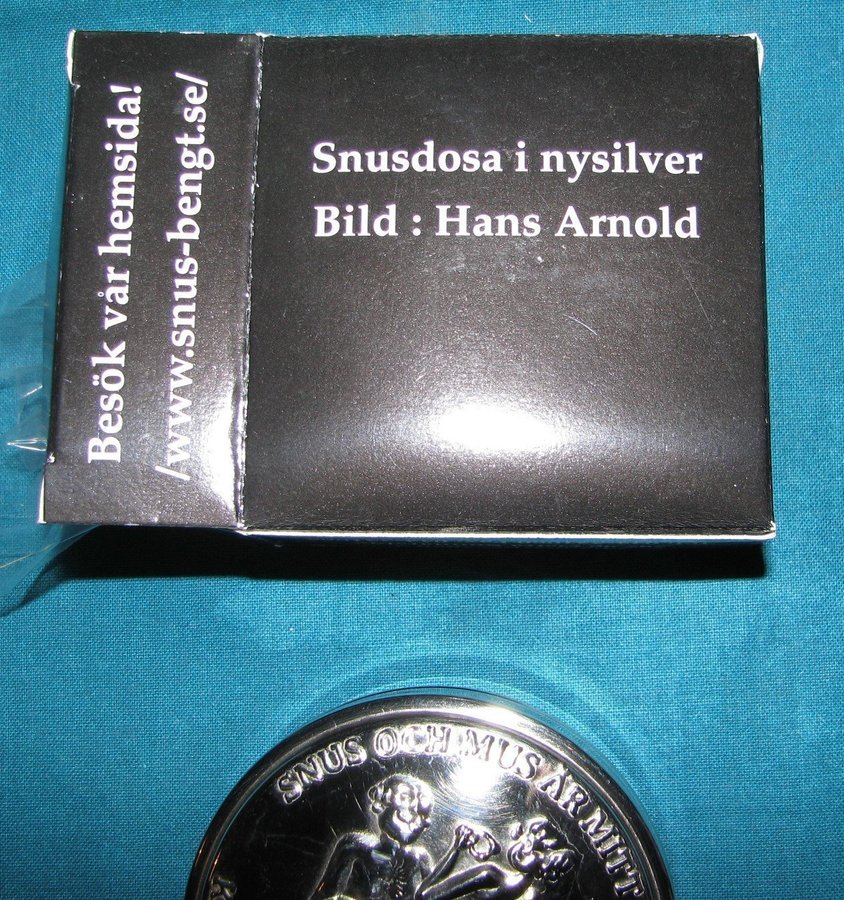 Besök vår hemsida!
/www.snus-bengt.se/
Snusdosa i nysilver
Bild : Hans Arnold
SNUS OCH MUS ÄR MITT